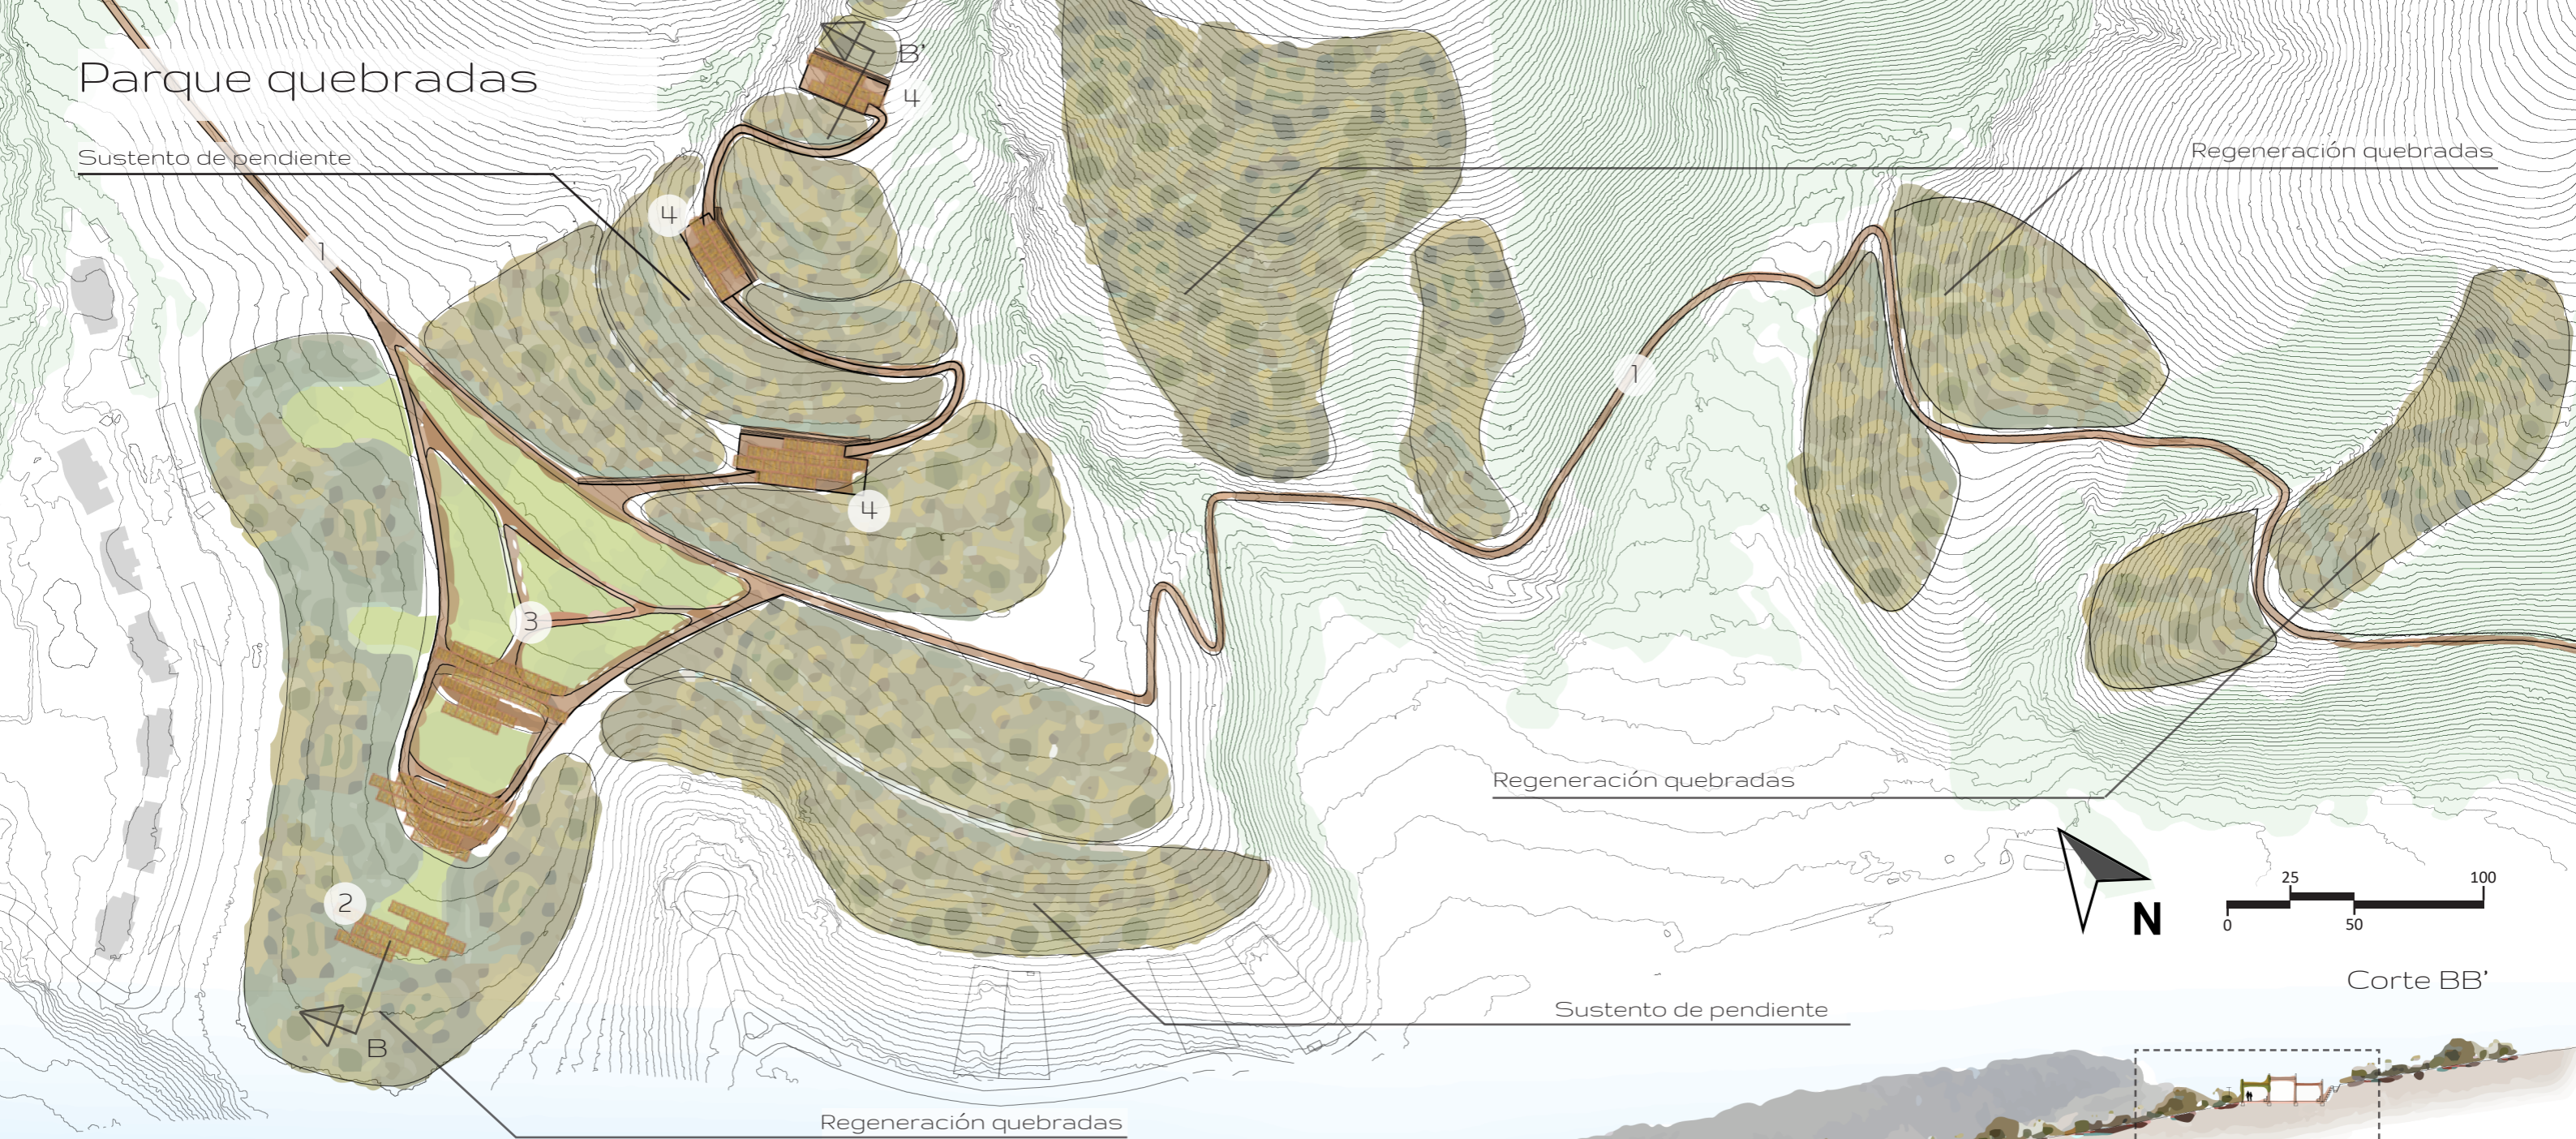 B'
Parque quebradas
4
Sustento de pendiente
Regeneración quebradas
4
1
1
4
3
Regeneración quebradas
25
100
2
N
0
50
Corte BB'
Sustento de pendiente
B
Regeneración quebradas